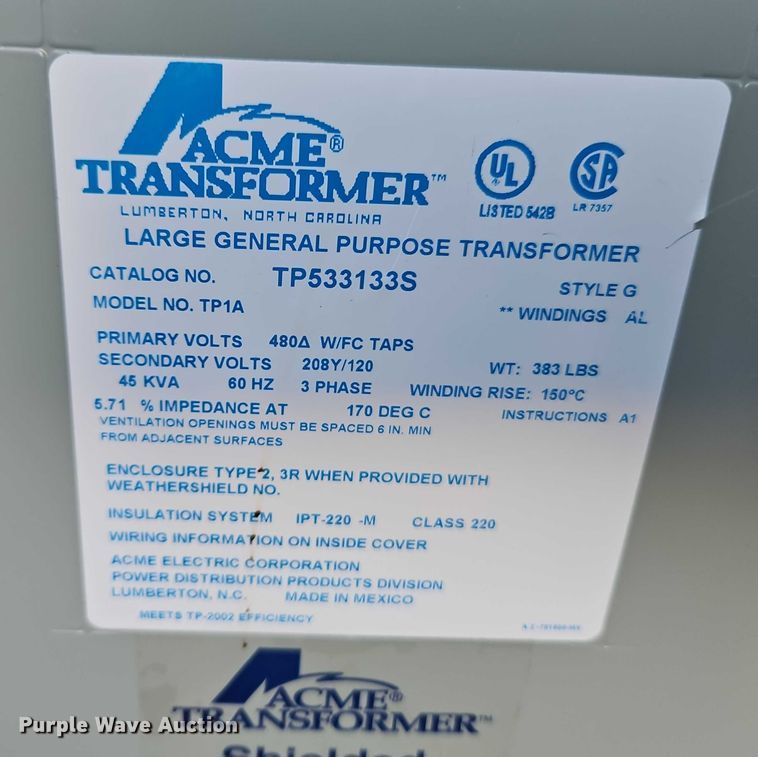 ACME®
TRANSFORMER™
LUMBERTON, NORTH CAROLINA
UL
LISTED 542B
SA
LR 7357
LARGE GENERAL PURPOSE TRANSFORMER
CATALOG NO. TP533133S
STYLE G
MODEL NO. TP1A
** WINDINGS AL
PRIMARY VOLTS 480Δ W/FC TAPS
SECONDARY VOLTS 208Y/120 WT: 383 LBS
45 KVA 60 HZ 3 PHASE WINDING RISE: 150°C
5.71 % IMPEDANCE AT 170 DEG C INSTRUCTIONS A1
VENTILATION OPENINGS MUST BE SPACED 6 IN. MIN
FROM ADJACENT SURFACES
ENCLOSURE TYPE 2, 3R WHEN PROVIDED WITH
WEATHERSHIELD NO.
INSULATION SYSTEM IPT-220 -M CLASS 220
WIRING INFORMATION ON INSIDE COVER
ACME ELECTRIC CORPORATION
POWER DISTRIBUTION PRODUCTS DIVISION
LUMBERTON, N.C. MADE IN MEXICO
MEETS TP-2002 EFFICIENCY
ACME®
TRANSFORMER™
Shielded
Purple Wave Auction